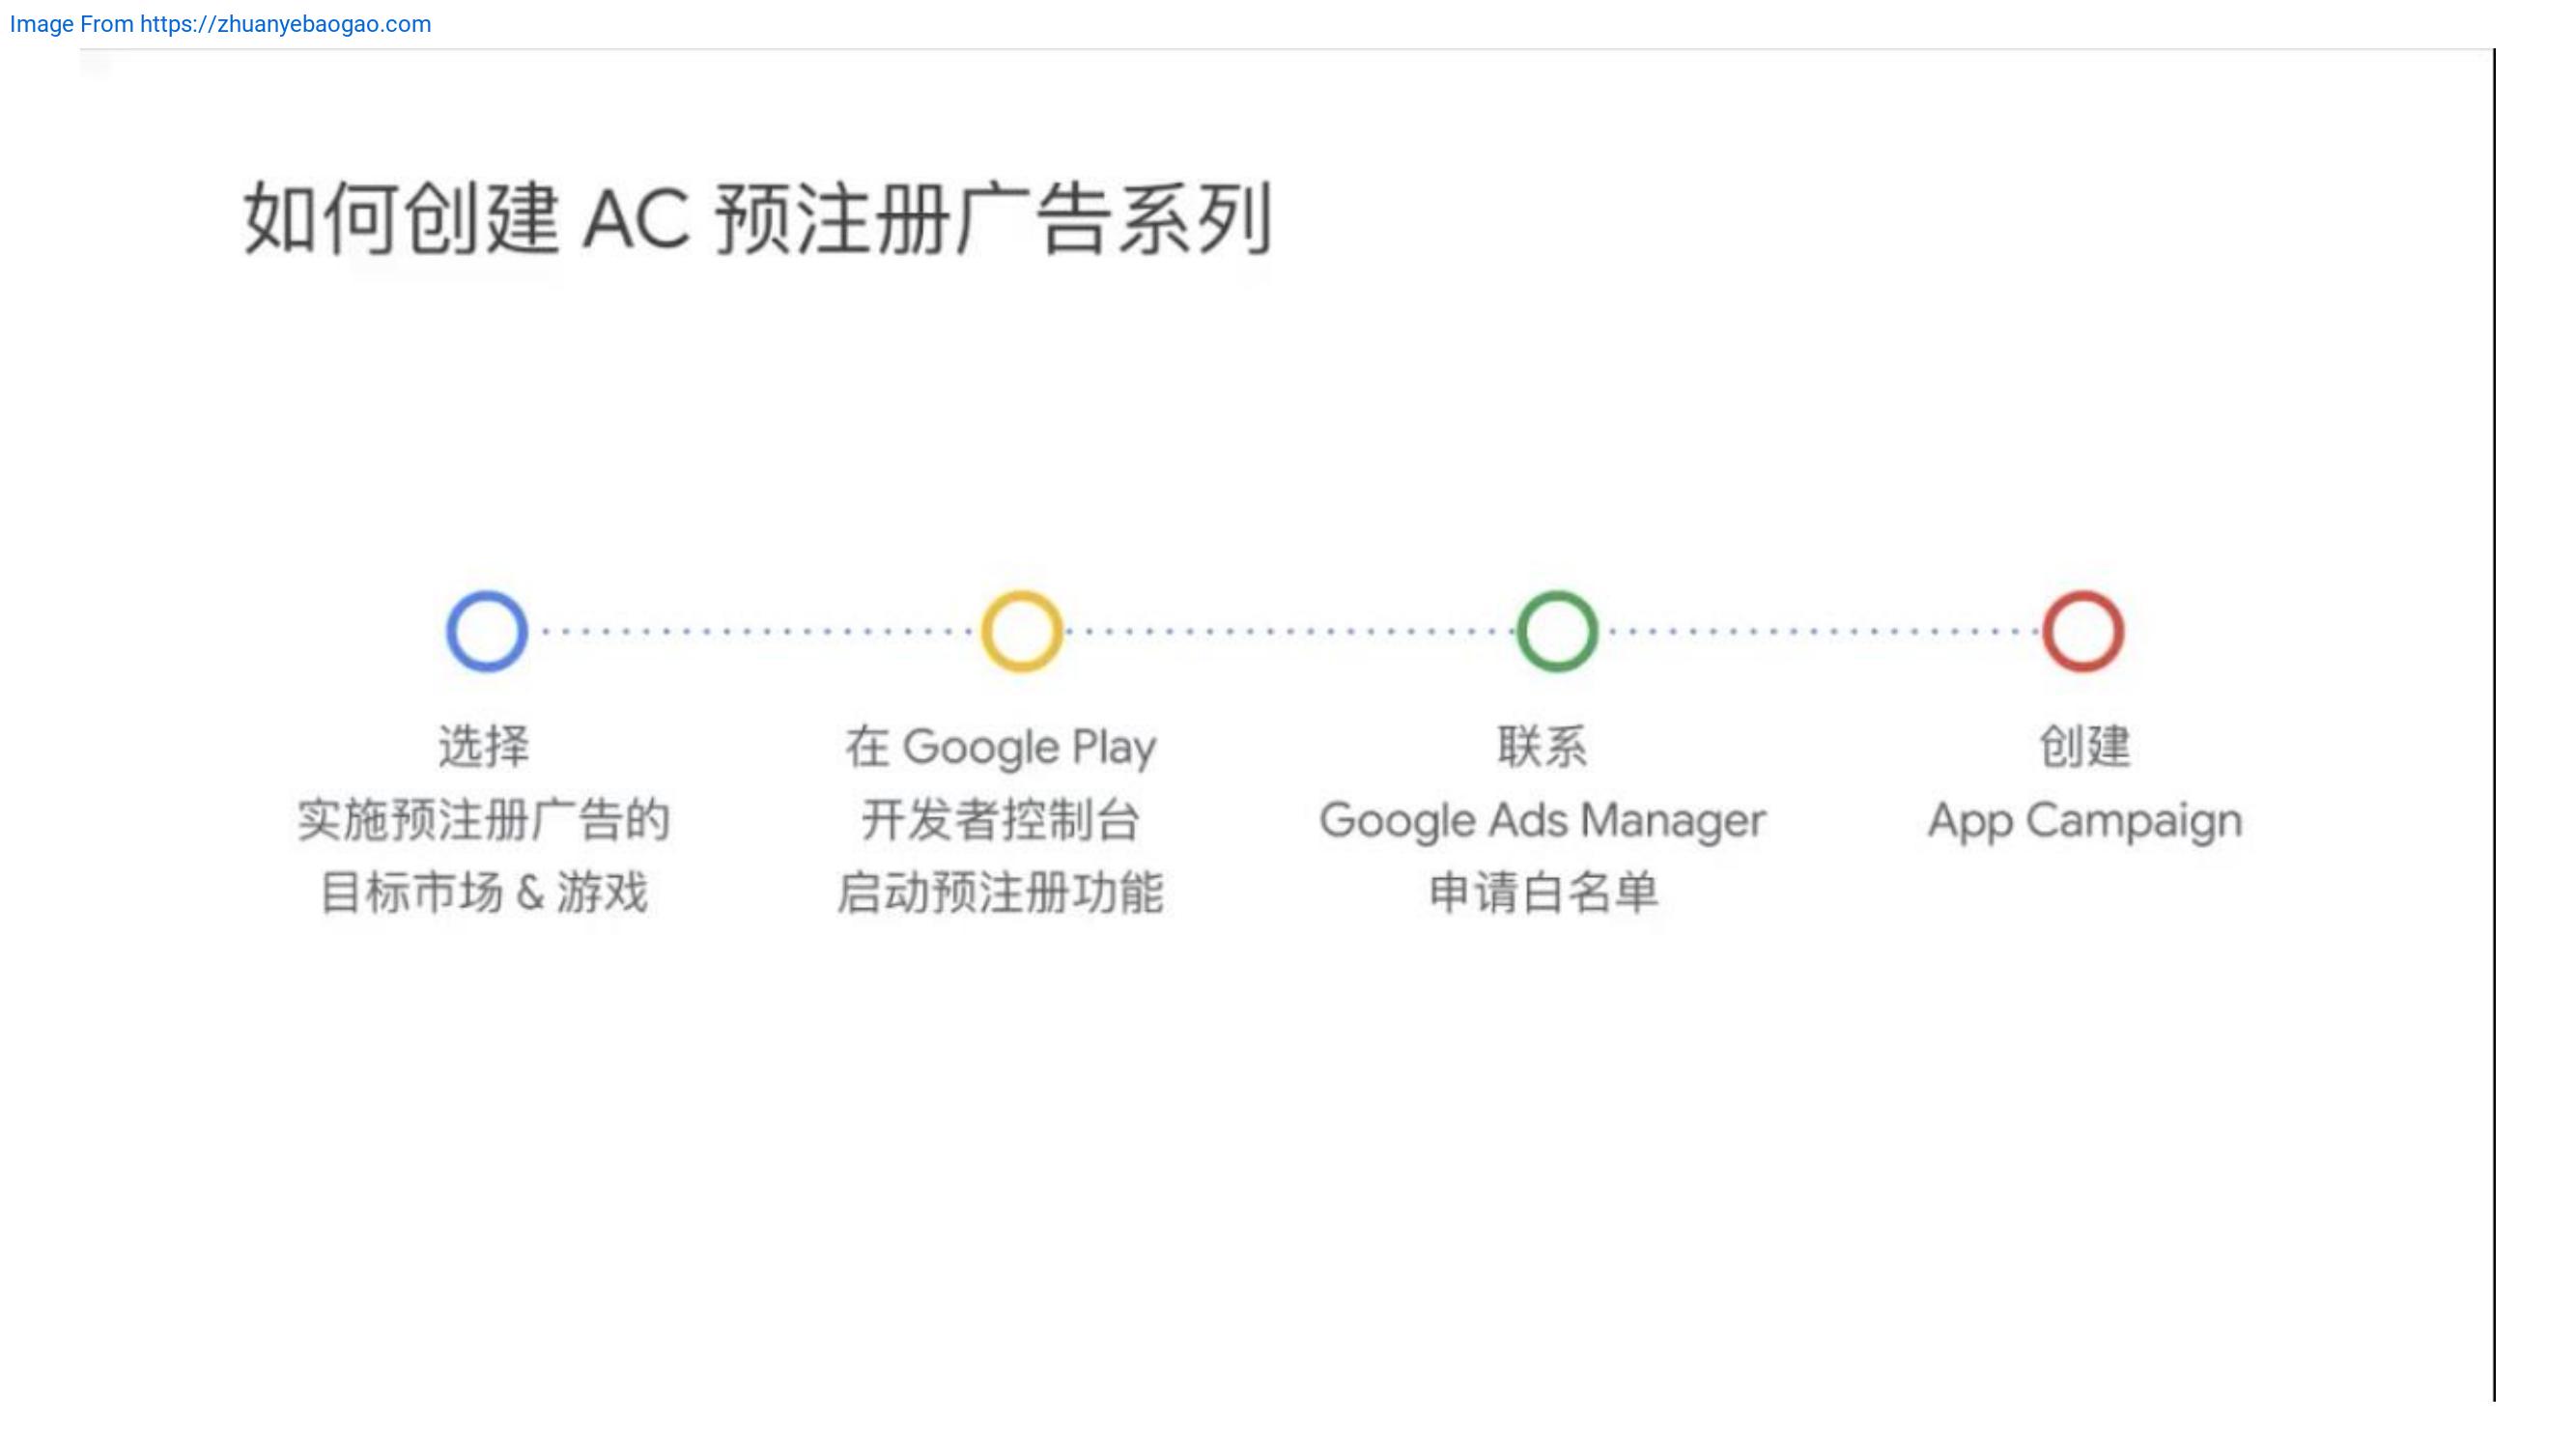 Image From https://zhuanyebaogao.com
如何创建 AC 预注册广告系列
选择
实施预注册广告的
目标市场 & 游戏
在 Google Play
开发者控制台
启动预注册功能
联系
Google Ads Manager
申请白名单
创建
App Campaign